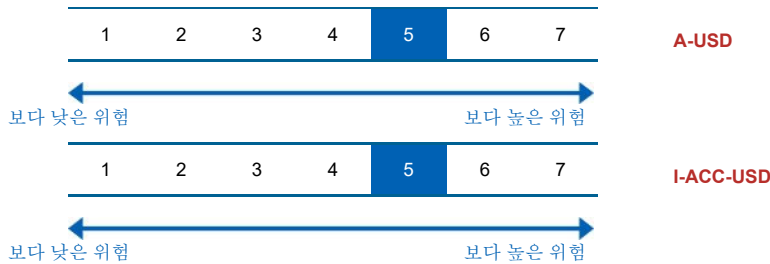 1 2 3 4 5 6 7 A-USD
보다 낮은 위험 보다 높은 위험
1 2 3 4 5 6 7 I-ACC-USD
보다 낮은 위험 보다 높은 위험